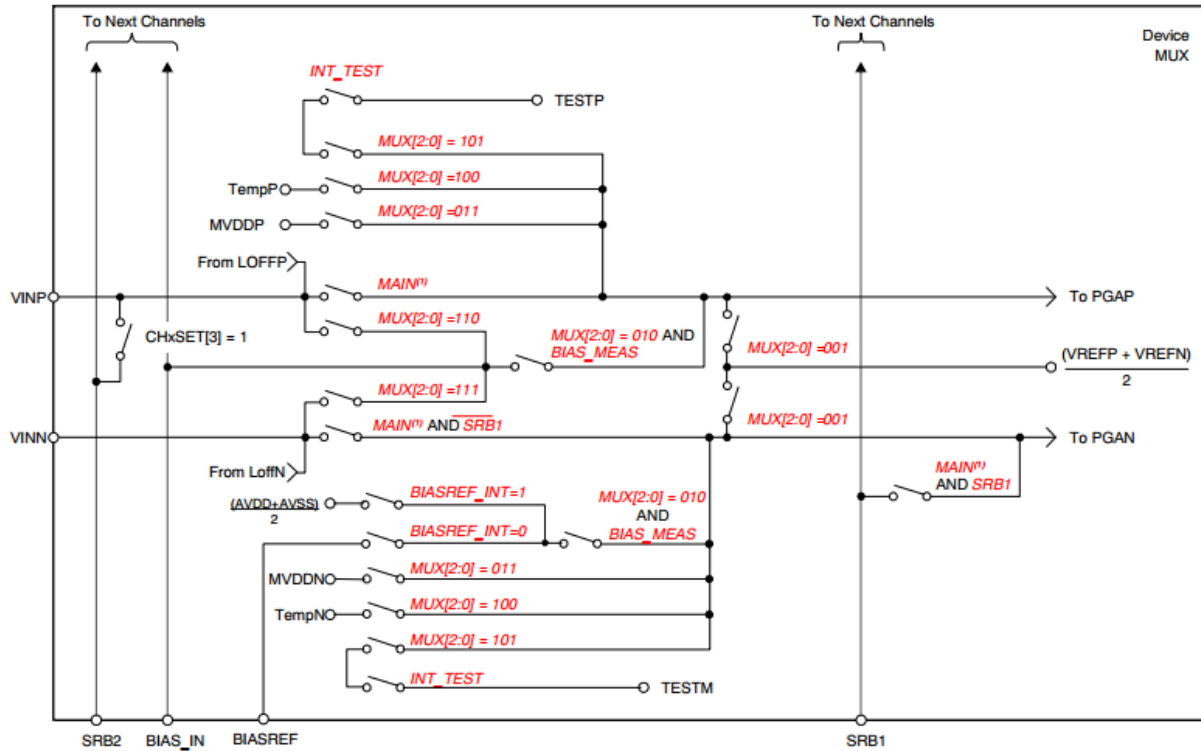 To Next Channels
To Next Channels
Device
MUX
INT_TEST
TESTP
MUX[2:0] = 101
TempP
MUX[2:0] =100
MVDDP
MUX[2:0] =011
From LOFFP
VINP
MAIN(1)
To PGAP
CHxSET[3] = 1
MUX[2:0] =110
MUX[2:0] = 010 AND
BIAS_MEAS
MUX[2:0] =001
(VREFP + VREFN)
2
MUX[2:0] =111
MUX[2:0] =001
VINN
MAIN(1) AND SRB1
To PGAN
From LoffN
MAIN(1)
AND SRB1
(AVDD+AVSS)
2
BIASREF_INT=1
MUX[2:0] = 010
AND
BIAS_MEAS
BIASREF_INT=0
MVDDN
MUX[2:0] = 011
TempN
MUX[2:0] = 100
MUX[2:0] = 101
INT_TEST
TESTM
SRB2
BIAS_IN
BIASREF
SRB1